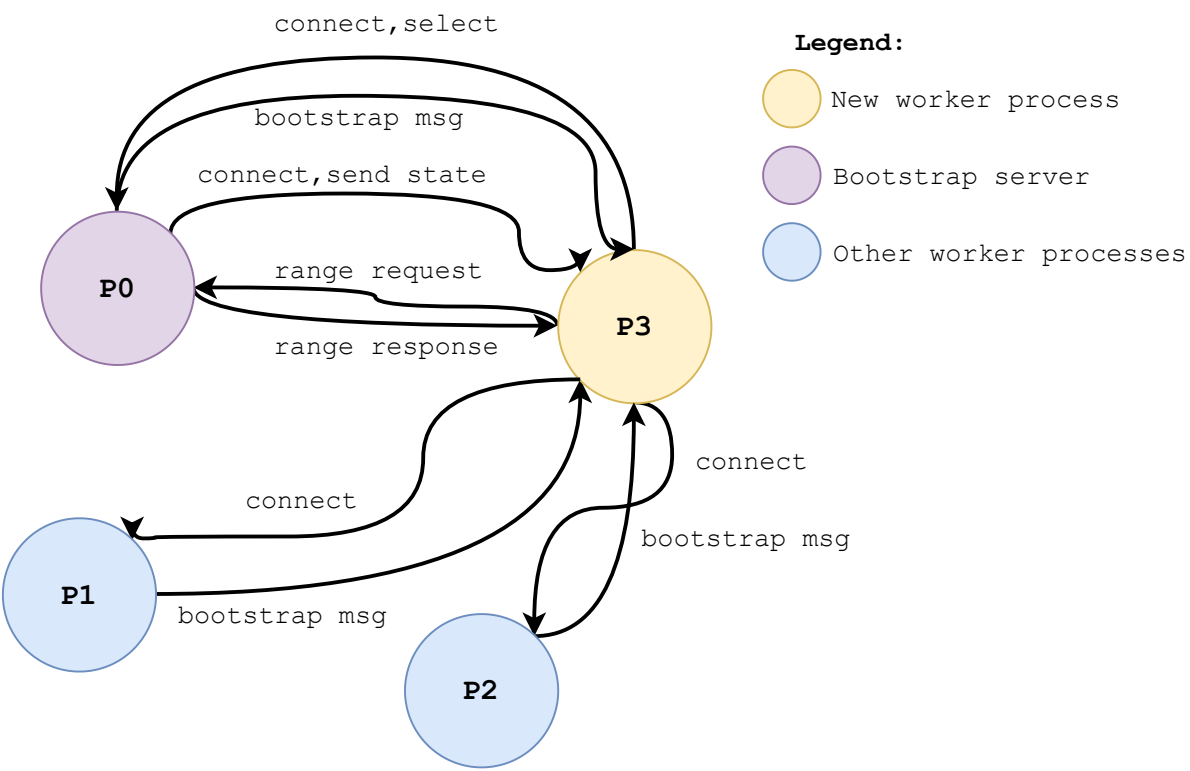 connect,select
Legend:
New worker process
bootstrap msg
connect,send state
Bootstrap server
Other worker processes
range request
P0
P3
range response
connect
connect
bootstrap msg
P1
bootstrap msg
P2